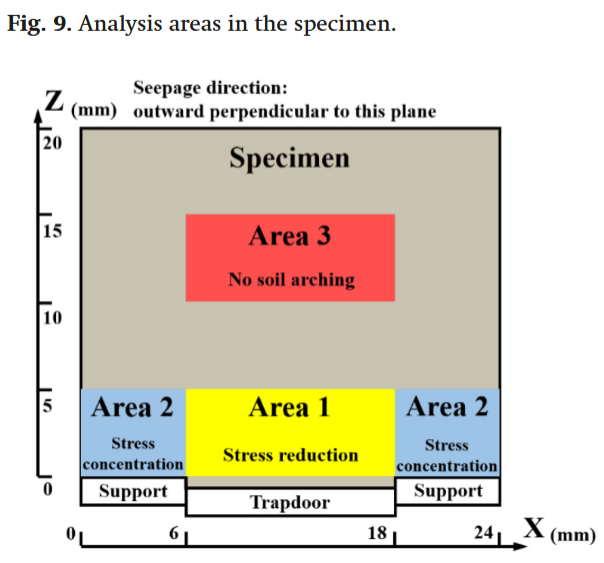 Fig. 9. Analysis areas in the specimen.
Seepage direction:
Z (mm) outward perpendicular to this plane
20
Specimen
15
Area 3
No soil arching
10
5
Area 2
Area 1
Area 2
Stress
concentration
Stress reduction
Stress
concentration
0
Support
Trapdoor
Support
0
6
18
24
X (mm)